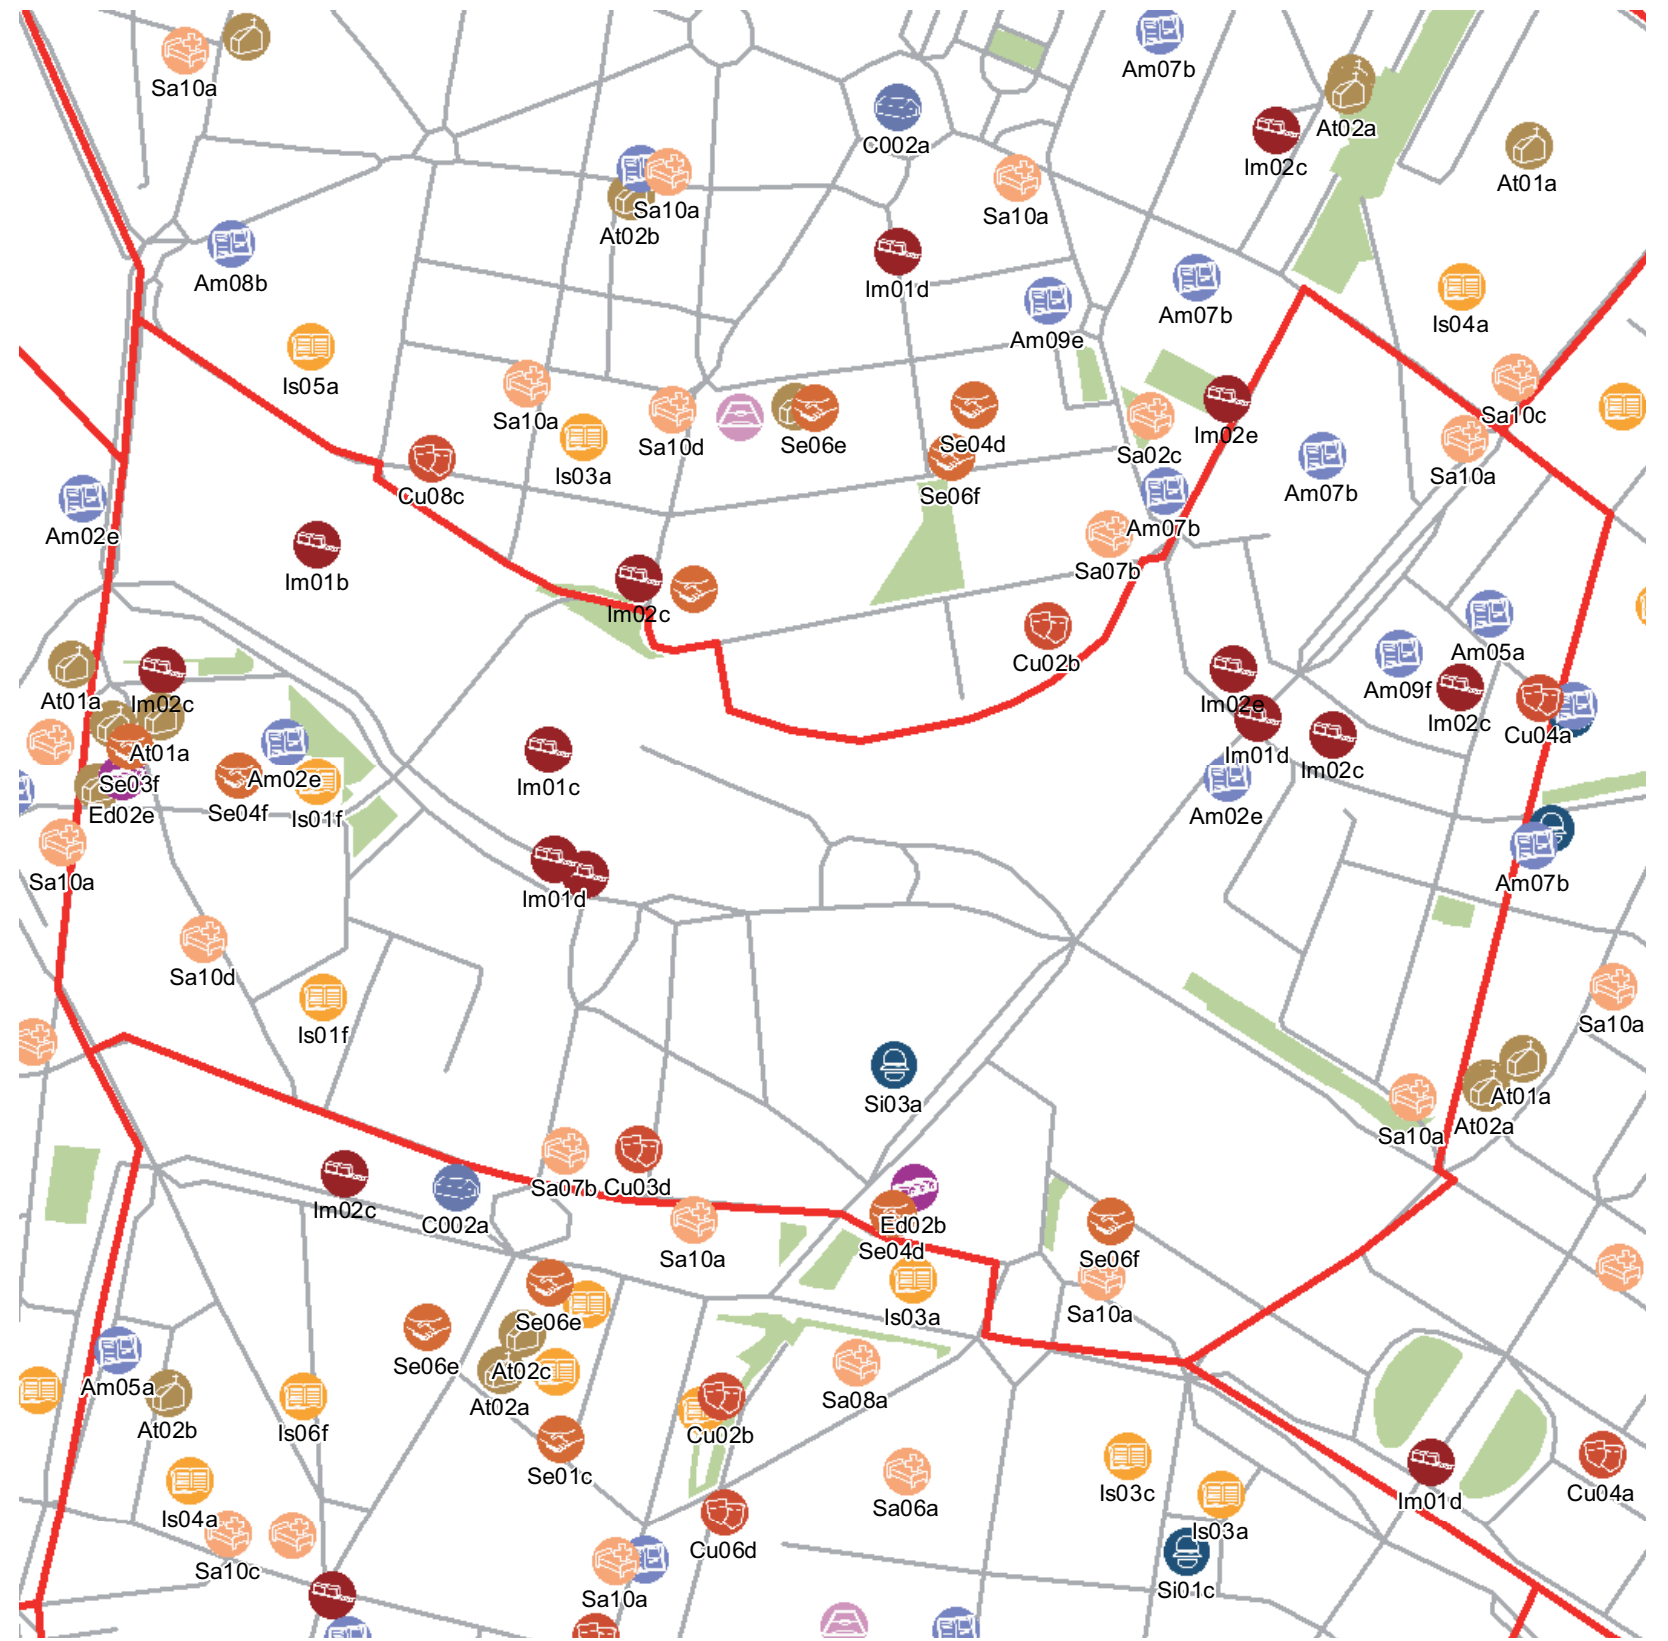 Am07b
Sa10a
At02a
C002a
Im02c
At01a
Sa10a
Sa10a
At02b
Am08b
Im01d
Am07b
Is04a
Am09e
Is05a
Sa10c
Sa10a
Sa10d
Se06e
Se04d
Im02e
Sa02c
Is03a
Sa10a
Cu08c
Se06f
Am07b
Am07b
Am02e
Sa07b
Im01b
Im02c
Cu02b
Am05a
Am09f
At01a
Im02c
Im02e
Im02c
Cu04a
At01a
Im01d
Im02c
Am02e
Im01c
Se03f
Ed02e
Se04f
Is01f
Am02e
Sa10a
Am07b
Im01d
Sa10d
Is01f
Sa10a
Si03a
At01a
At02a
Sa10a
Sa07b
Cu03d
Im02c
C002a
Ed02b
Se04d
Sa10a
Se06f
Is03a
Sa10a
Se06e
Se06e
At02c
Am05a
Sa08a
At02a
At02b
Is06f
Cu02b
Se01c
Is03c
Im01d
Cu04a
Sa06a
Is04a
Is03a
Cu06d
Sa10c
Si01c
Sa10a